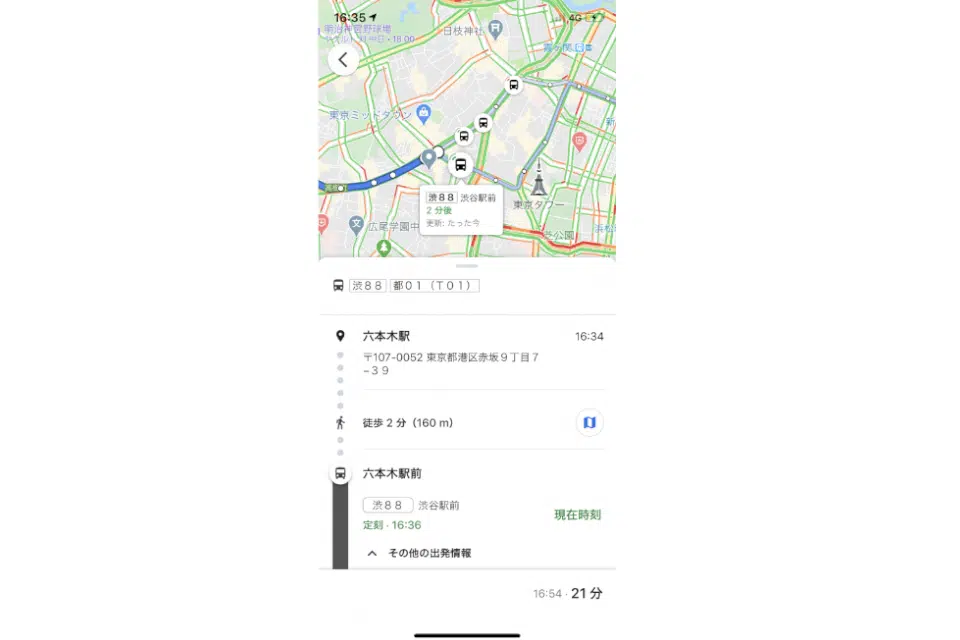 16:35
4G
明治神宮野球場
日枝神社
東京ミッドタウン
渋８８ 渋谷駅前
2 分後
更新: たった今
東京タワー
広尾学園中
芝公園
渋８８ 都０１（Ｔ０１）
六本木駅 16:34
〒107-0052 東京都港区赤坂９丁目７
−３９
徒歩 2 分（160 m）
六本木駅前
渋８８ 渋谷駅前
定刻 · 16:36
現在時刻
その他の出発情報
16:54 · 21 分